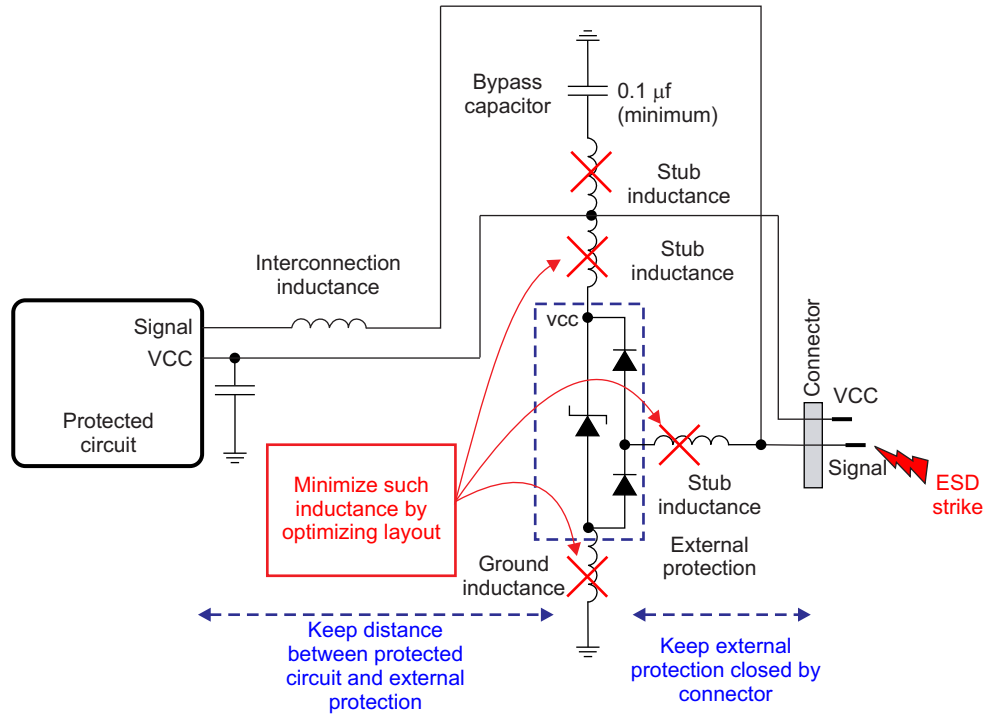 Bypass
capacitor
0.1 μf
(minimum)
Stub
inductance
Stub
inductance
Interconnection
inductance
Signal
VCC
Protected
circuit
vcc
Connector
VCC
Signal
ESD
strike
Minimize such
inductance by
optimizing layout
Stub
inductance
External
protection
Ground
inductance
Keep distance
between protected
circuit and external
protection
Keep external
protection closed by
connector